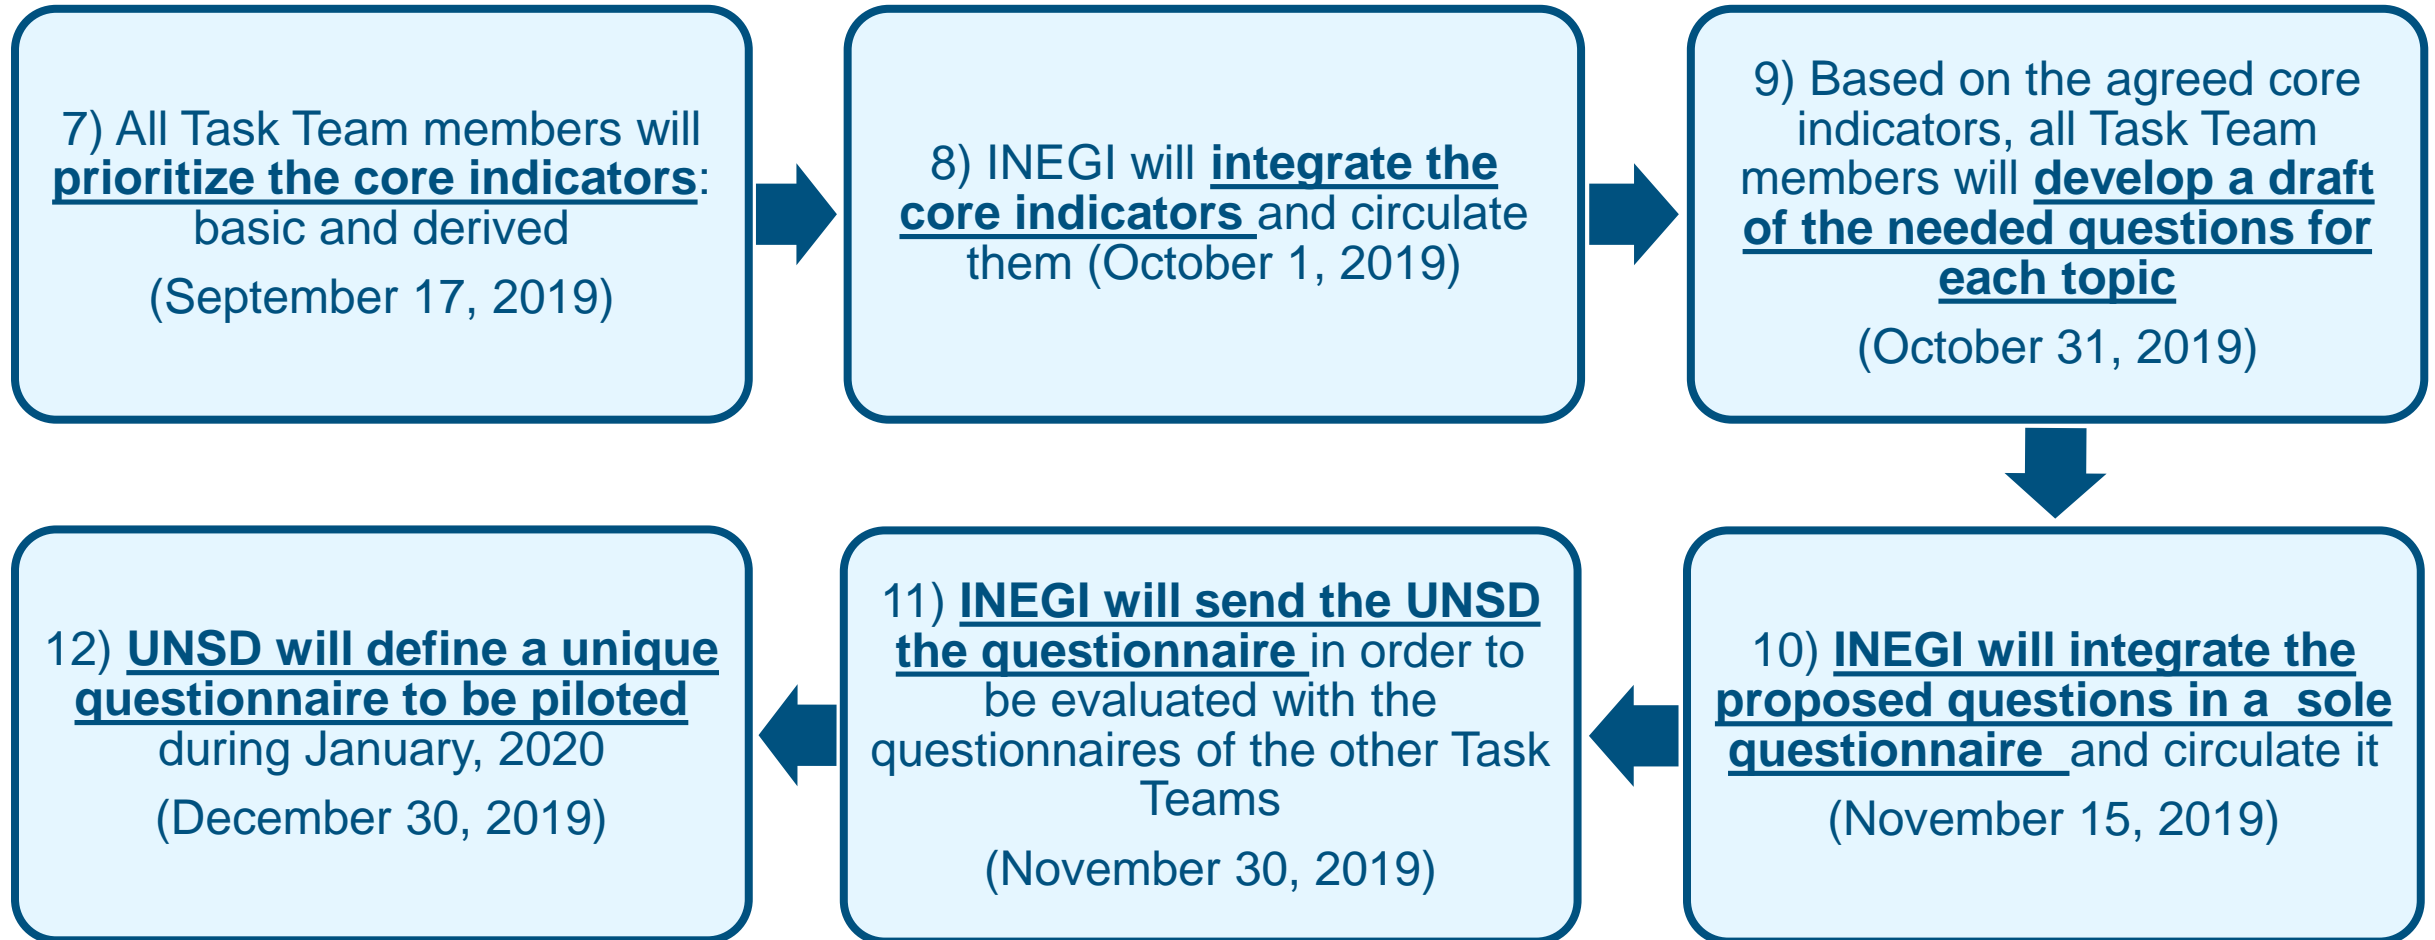 7) All Task Team members will
prioritize the core indicators:
basic and derived
(September 17, 2019)
8) INEGI will integrate the
core indicators and circulate
them (October 1, 2019)
9) Based on the agreed core
indicators, all Task Team
members will develop a draft
of the needed questions for
each topic
(October 31, 2019)
10) INEGI will integrate the
proposed questions in a  sole
questionnaire  and circulate it
(November 15, 2019)
11) INEGI will send the UNSD
the questionnaire in order to
be evaluated with the
questionnaires of the other Task
Teams
(November 30, 2019)
12) UNSD will define a unique
questionnaire to be piloted
during January, 2020
(December 30, 2019)